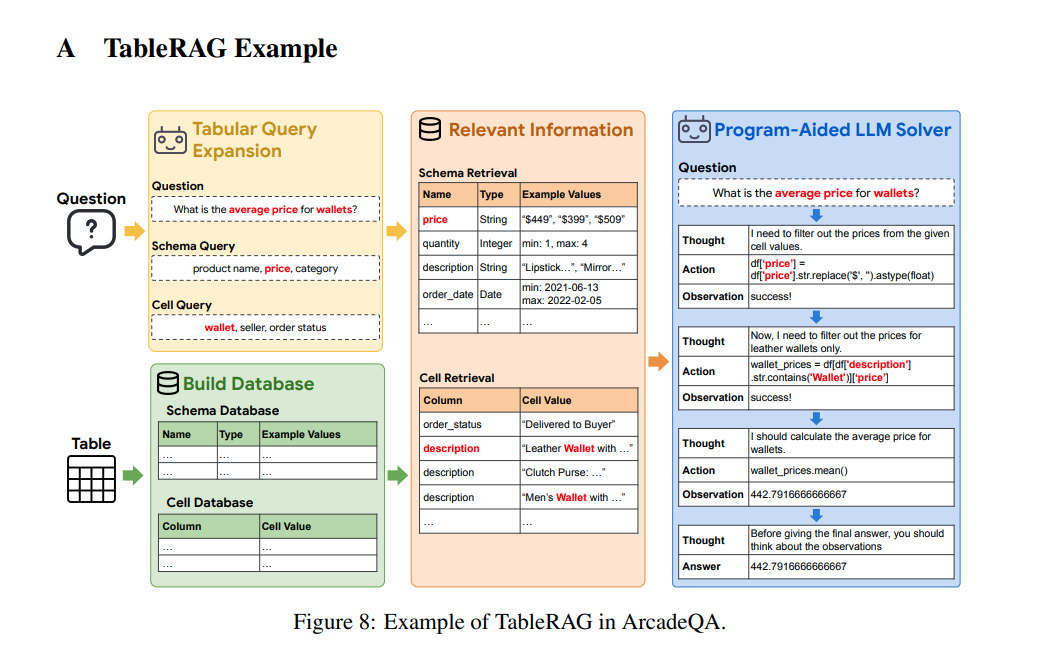 A TableRAG Example
Question
?
Tabular Query
Expansion
Question
What is the average price for wallets?
Schema Query
product name, price, category
Cell Query
wallet, seller, order status
Table
Build Database
Schema Database
Name Type Example Values
... ... ...
... ... ...
Cell Database
Column Cell Value
... ...
... ...
Relevant Information
Schema Retrieval
Name Type Example Values
price String “$449”, “$399”, “$509”
quantity Integer min: 1, max: 4
description String “Lipstick…”, “Mirror…”
order_date Date min: 2021-06-13
max: 2022-02-05
... ... ...
Cell Retrieval
Column Cell Value
order_status “Delivered to Buyer”
description “Leather Wallet with …”
description “Clutch Purse: …”
description “Men’s Wallet with …”
... ...
Program-Aided LLM Solver
Question
What is the average price for wallets?
Thought I need to filter out the prices from the given
cell values.
Action df['price'] =
df['price'].str.replace('$', '').astype(float)
Observation success!
Thought Now, I need to filter out the prices for
leather wallets only.
Action wallet_prices = df[df['description']
.str.contains('Wallet')]['price']
Observation success!
Thought I should calculate the average price for
wallets.
Action wallet_prices.mean()
Observation 442.7916666666667
Thought Before giving the final answer, you should
think about the observations
Answer 442.7916666666667
Figure 8: Example of TableRAG in ArcadeQA.